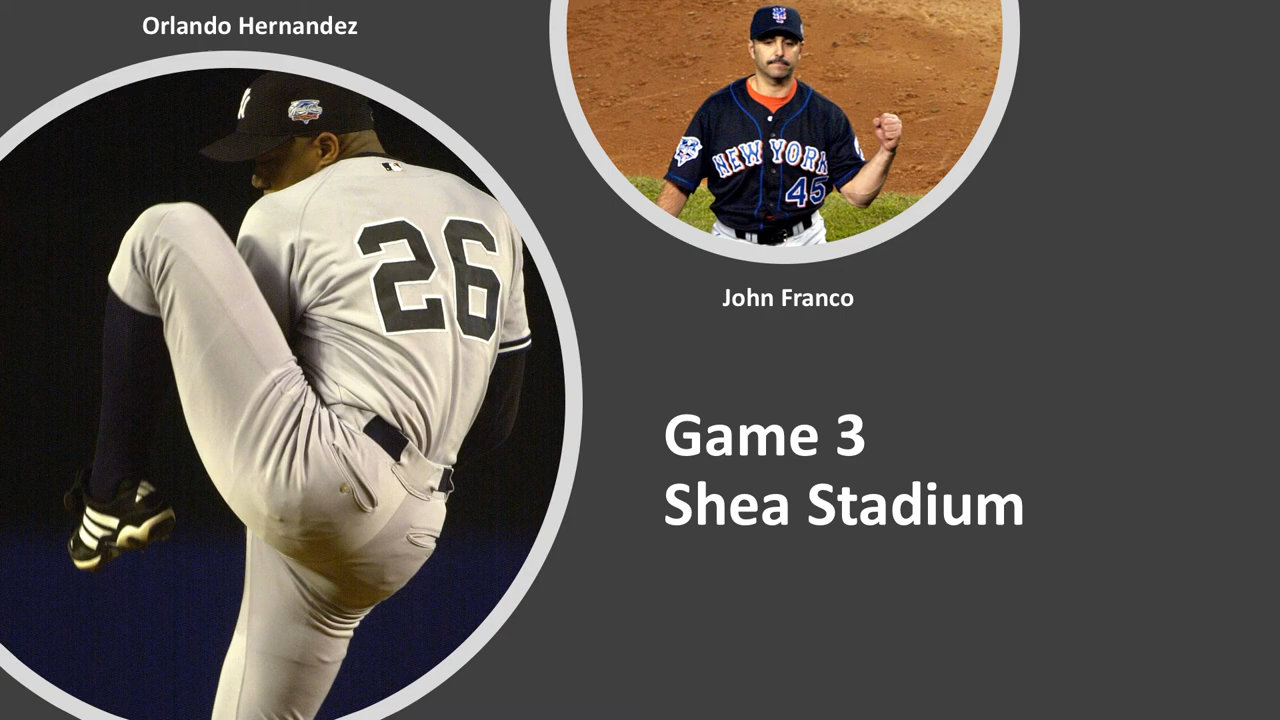 Orlando Hernandez
NEW YORK
45
26
John Franco
Game 3
Shea Stadium